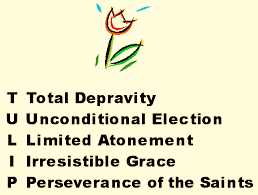 T Total Depravity
U Unconditional Election
L Limited Atonement
I Irresistible Grace
P Perseverance of the Saints